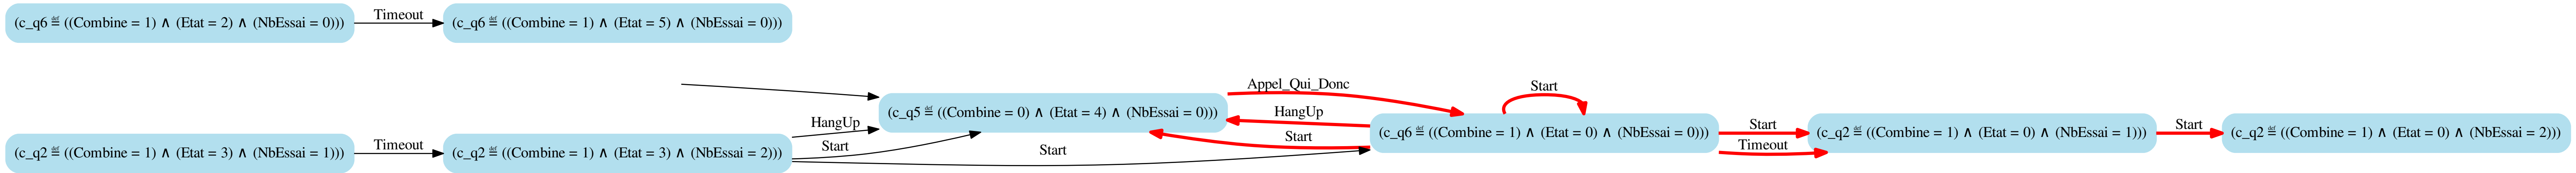 (c_q6 ≝ ((Combine = 1) ∧ (Etat = 2) ∧ (NbEssai = 0)))
Timeout
(c_q6 ≝ ((Combine = 1) ∧ (Etat = 5) ∧ (NbEssai = 0)))
(c_q2 ≝ ((Combine = 1) ∧ (Etat = 3) ∧ (NbEssai = 1)))
Timeout
(c_q2 ≝ ((Combine = 1) ∧ (Etat = 3) ∧ (NbEssai = 2)))
HangUp
Start
Start
(c_q5 ≝ ((Combine = 0) ∧ (Etat = 4) ∧ (NbEssai = 0)))
Appel_Qui_Donc
HangUp
Start
Start
(c_q6 ≝ ((Combine = 1) ∧ (Etat = 0) ∧ (NbEssai = 0)))
Start
Timeout
(c_q2 ≝ ((Combine = 1) ∧ (Etat = 0) ∧ (NbEssai = 1)))
Start
(c_q2 ≝ ((Combine = 1) ∧ (Etat = 0) ∧ (NbEssai = 2)))